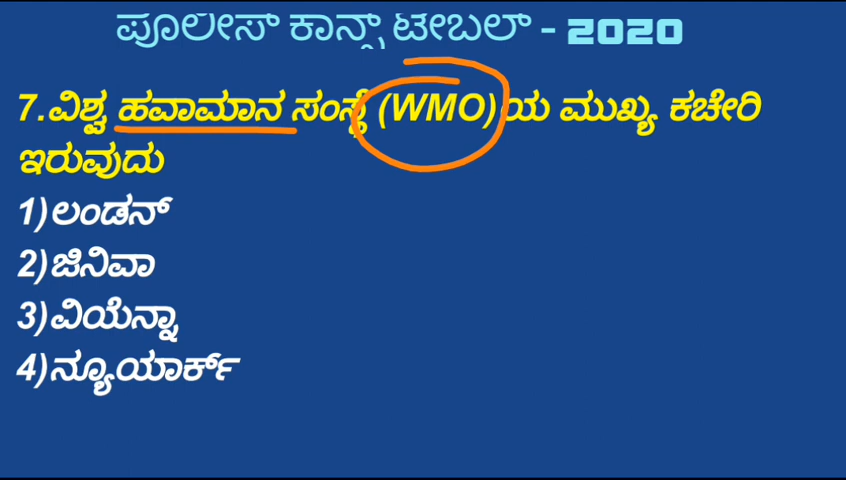 ಪೊಲೀಸ್ ಕಾನ್ಸ್ ಟೇಬಲ್ - 2020
7.ವಿಶ್ವ ಹವಾಮಾನ ಸಂಸ್ಥೆ (WMO)ಯ ಮುಖ್ಯ ಕಚೇರಿ
ಇರುವುದು
1)ಲಂಡನ್
2)ಜಿನಿವಾ
3)ವಿಯೆನ್ನಾ
4)ನ್ಯೂಯಾರ್ಕ್